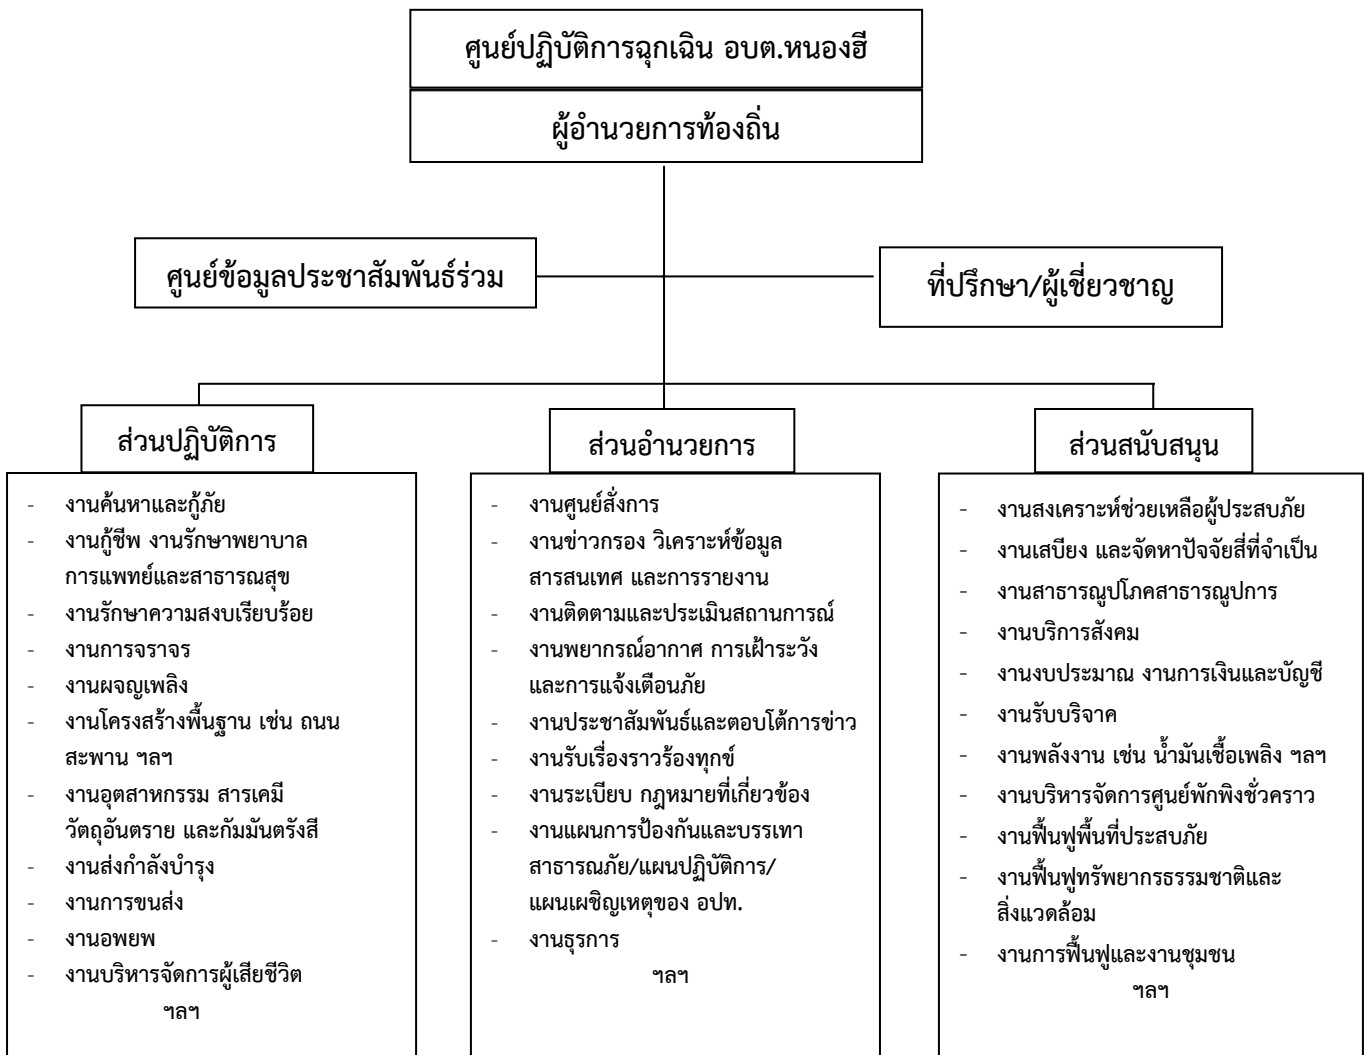 ศูนย์ปฏิบัติการฉุกเฉิน อบต.หนองฮี
ผู้อำนวยการท้องถิ่น
ศูนย์ข้อมูลประชาสัมพันธ์ร่วม
ที่ปรึกษา/ผู้เชี่ยวชาญ
ส่วนปฏิบัติการ
- งานค้นหาและกู้ภัย
- งานกู้ชีพ งานรักษาพยาบาล
การแพทย์และสาธารณสุข
- งานรักษาความสงบเรียบร้อย
- งานการจราจร
- งานผจญเพลิง
- งานโครงสร้างพื้นฐาน เช่น ถนน
สะพาน ฯลฯ
- งานอุตสาหกรรม สารเคมี
วัตถุอันตราย และกัมมันตรังสี
- งานส่งกำลังบำรุง
- งานการขนส่ง
- งานอพยพ
- งานบริหารจัดการผู้เสียชีวิต
ฯลฯ
ส่วนอำนวยการ
- งานศูนย์สั่งการ
- งานข่าวกรอง วิเคราะห์ข้อมูล
สารสนเทศ และการรายงาน
- งานติดตามและประเมินสถานการณ์
- งานพยากรณ์อากาศ การเฝ้าระวัง
และการแจ้งเตือนภัย
- งานประชาสัมพันธ์และตอบโต้การข่าว
- งานรับเรื่องราวร้องทุกข์
- งานระเบียบ กฎหมายที่เกี่ยวข้อง
- งานแผนการป้องกันและบรรเทา
สาธารณภัย/แผนปฏิบัติการ/
แผนเผชิญเหตุของ อปท.
- งานธุรการ
ฯลฯ
ส่วนสนับสนุน
- งานสงเคราะห์ช่วยเหลือผู้ประสบภัย
- งานเสบียง และจัดหาปัจจัยสี่ที่จำเป็น
- งานสาธารณูปโภคสาธารณูปการ
- งานบริการสังคม
- งานงบประมาณ งานการเงินและบัญชี
- งานรับบริจาค
- งานพลังงาน เช่น น้ำมันเชื้อเพลิง ฯลฯ
- งานบริหารจัดการศูนย์พักพิงชั่วคราว
- งานฟื้นฟูพื้นที่ประสบภัย
- งานฟื้นฟูทรัพยากรธรรมชาติและ
สิ่งแวดล้อม
- งานการฟื้นฟูและงานชุมชน
ฯลฯ